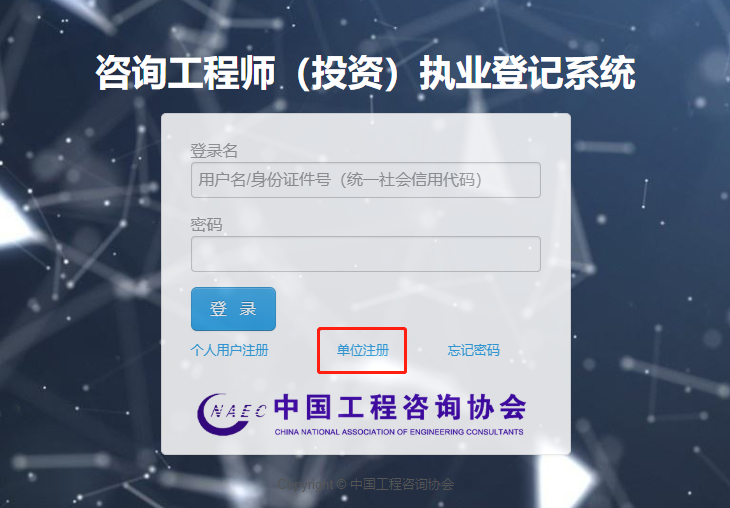 咨询工程师（投资）执业登记系统
登录名
用户名/身份证件号（统一社会信用代码）
密码
登 录
个人用户注册 单位注册 忘记密码
NAEC 中国工程咨询协会
CHINA NATIONAL ASSOCIATION OF ENGINEERING CONSULTANTS
Copyright © 中国工程咨询协会